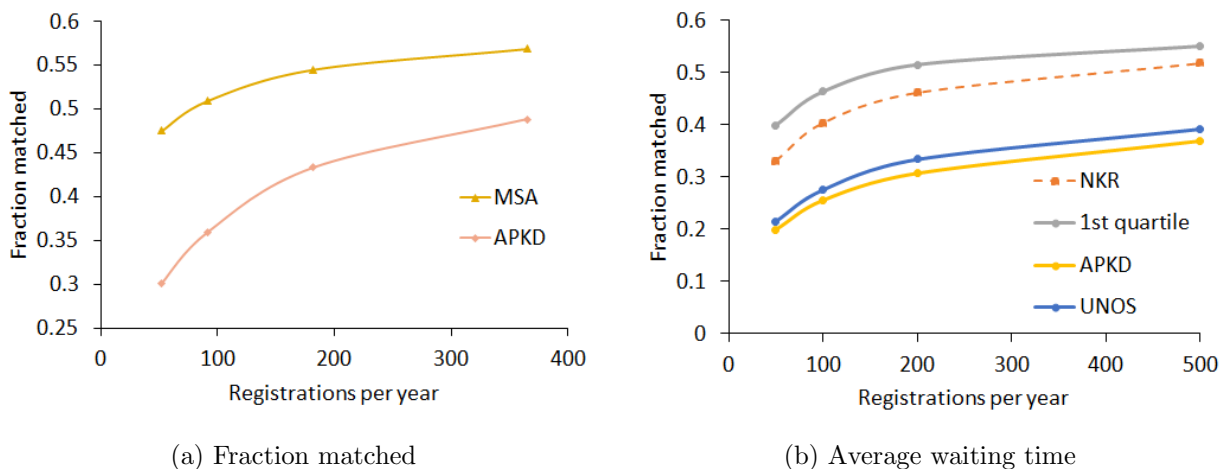 0.6
0.55
0.5
0.45
0.4
0.35
0.3
0.25
Fraction matched
0
100
200
300
400
Registrations per year
MSA
APKD
(a) Fraction matched
0.6
0.5
0.4
0.3
0.2
0.1
0
Fraction matched
0
100
200
300
400
500
Registrations per year
NKR
1st quartile
APKD
UNOS
(b) Average waiting time